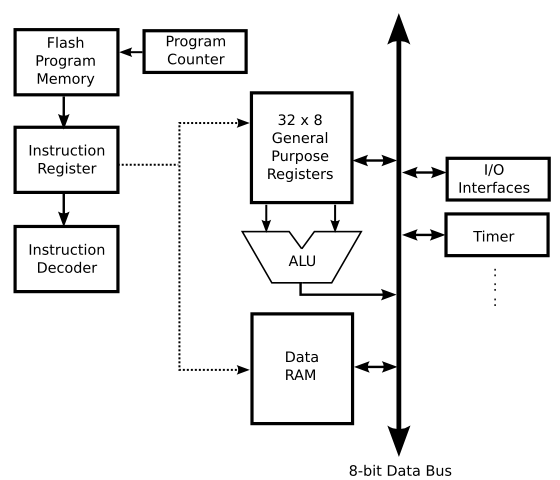 Flash
Program
Memory
Program
Counter
Instruction
Register
Instruction
Decoder
32 x 8
General
Purpose
Registers
ALU
Data
RAM
I/O
Interfaces
Timer
8-bit Data Bus